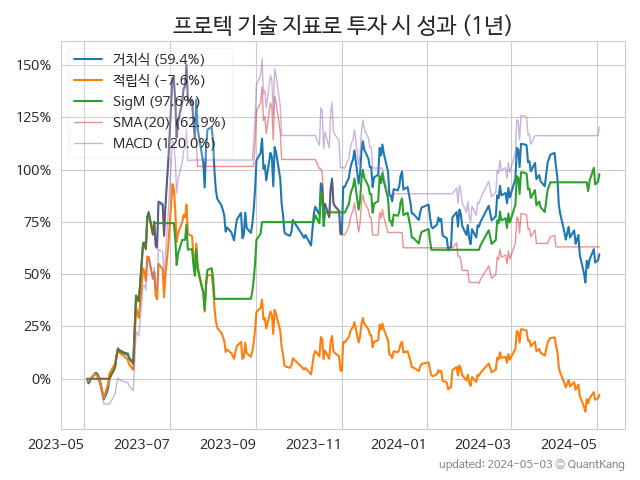 프로텍 기술 지표로 투자 시 성과 (1년)
거치식 (59.4%)
적립식 (−7.6%)
SigM (97.6%)
SMA(20) (62.9%)
MACD (120.0%)
150%
125%
100%
75%
50%
25%
0%
2023-05 2023-07 2023-09 2023-11 2024-01 2024-03 2024-05
updated: 2024-05-03 ⓒ QuantKang